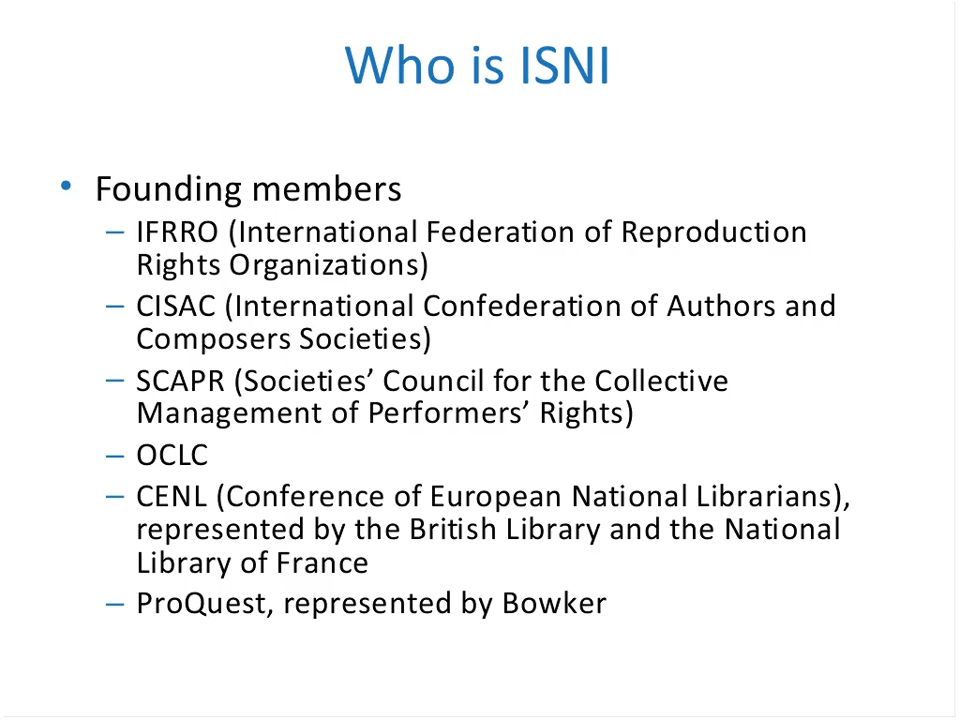 Who is ISNI
• Founding members
– IFRRO (International Federation of Reproduction
Rights Organizations)
– CISAC (International Confederation of Authors and
Composers Societies)
– SCAPR (Societies’ Council for the Collective
Management of Performers’ Rights)
– OCLC
– CENL (Conference of European National Librarians),
represented by the British Library and the National
Library of France
– ProQuest, represented by Bowker